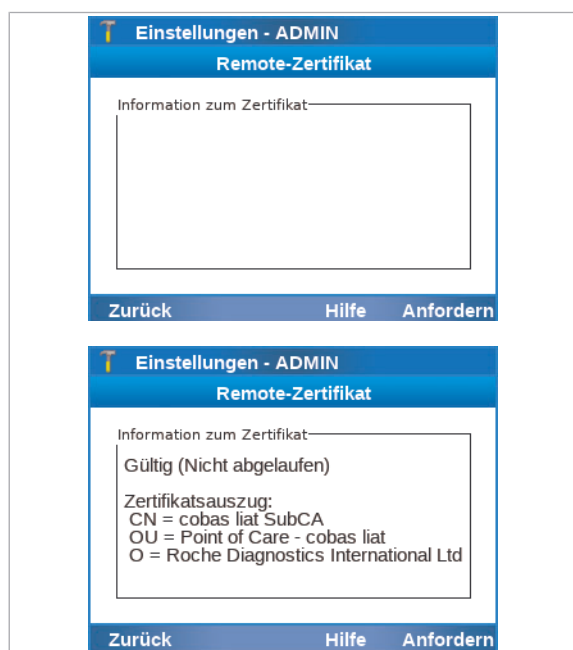 Einstellungen - ADMIN
Remote-Zertifikat
Information zum Zertifikat
Zurück Hilfe Anfordern
Einstellungen - ADMIN
Remote-Zertifikat
Information zum Zertifikat
Gültig (Nicht abgelaufen)
Zertifikatsauszug:
CN = cobas liat SubCA
OU = Point of Care - cobas liat
O = Roche Diagnostics International Ltd
Zurück Hilfe Anfordern